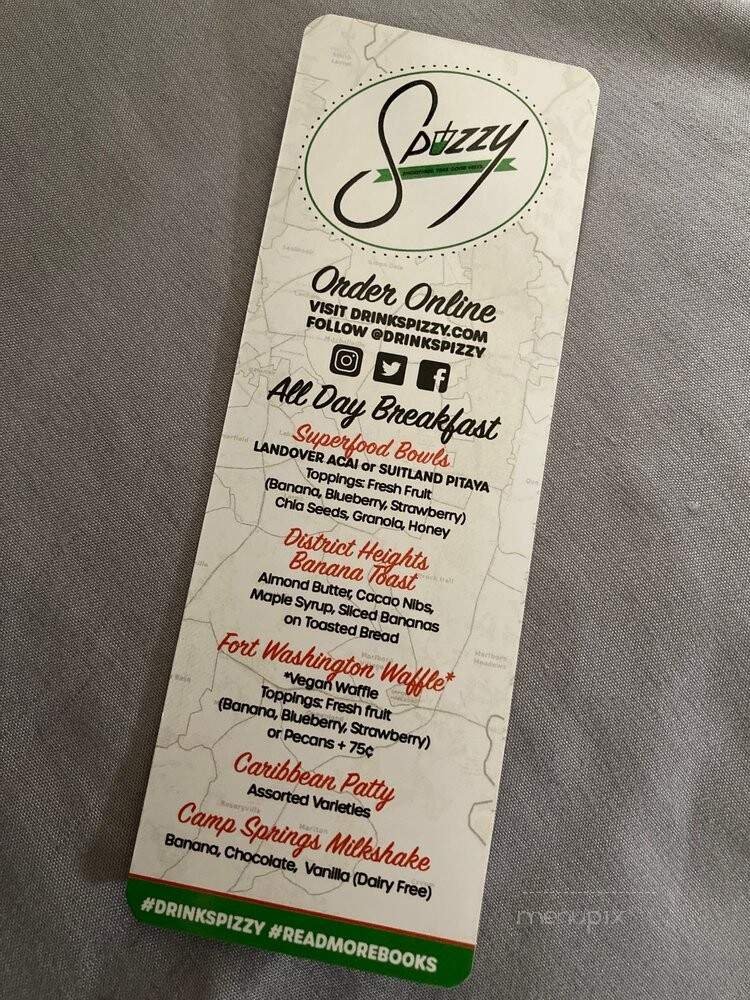 Spizzy
Order Online
VISIT DRINKSPIZZY.COM
FOLLOW @DRINKSPIZZY
All Day Breakfast
Superfood Bowls
LANDOVER ACAI or SUITLAND PITAYA
Toppings: Fresh Fruit
(Banana, Blueberry, Strawberry)
Chia Seeds, Granola, Honey
District Heights
Banana Toast
Almond Butter, Cacao Nibs,
Maple Syrup, Sliced Bananas
on Toasted Bread
Fort Washington Waffle*
*Vegan Waffle
Toppings: Fresh fruit
(Banana, Blueberry, Strawberry)
or Pecans + 75¢
Caribbean Patty
Assorted Varieties
Camp Springs Milkshake
Banana, Chocolate, Vanilla (Dairy Free)
#DRINKSPIZZY #READMOREBOOKS
menupix